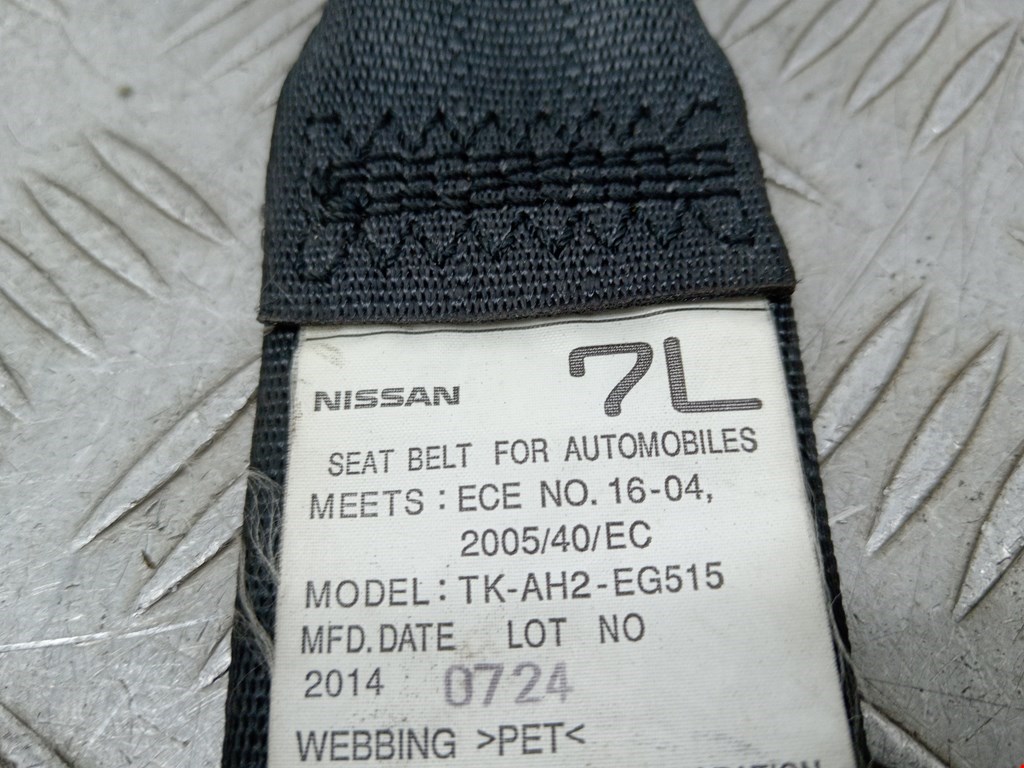 NISSAN 7L
SEAT BELT FOR AUTOMOBILES
MEETS : ECE NO. 16-04,
2005/40/EC
MODEL : TK-AH2-EG515
MFD.DATE LOT NO
2014 0724
WEBBING >PET<